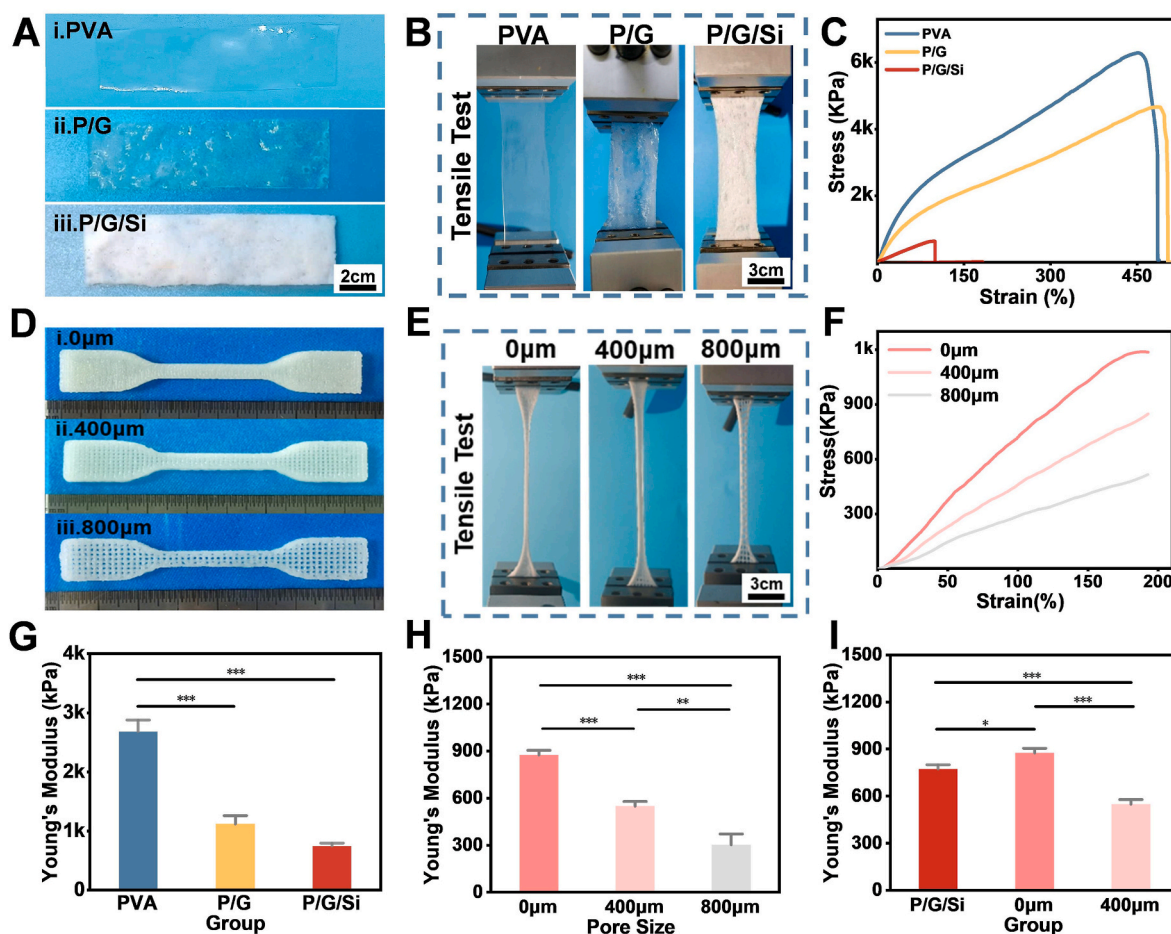 A
i.PVA
ii.P/G
iii.P/G/Si
2cm
B
PVA P/G P/G/Si
Tensile Test
3cm
C
PVA
P/G
P/G/Si
Stress (KPa)
6k
4k
2k
0 150 300 450
Strain (%)
D
i.0μm
ii.400μm
iii.800μm
E
0μm 400μm 800μm
Tensile Test
3cm
F
0μm
400μm
800μm
Stress(KPa)
1k
900
600
300
0 50 100 150 200
Strain(%)
G
Young's Modulus (kPa)
4k
3k
2k
1k
0
***
***
PVA P/G P/G/Si
Group
H
Young's Modulus (kPa)
1500
1200
900
600
300
0
***
**
***
0μm 400μm 800μm
Pore Size
I
Young's Modulus (kPa)
1500
1200
900
600
300
0
***
***
*
P/G/Si 0μm 400μm
Group